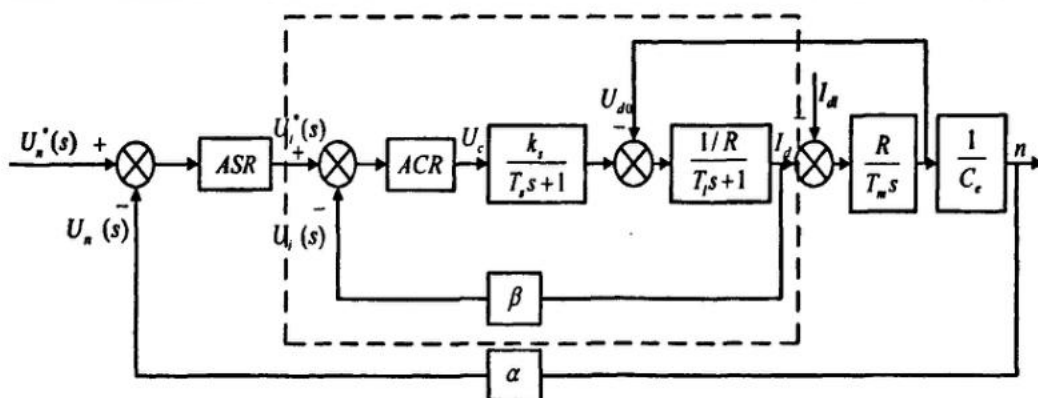 U_n^*(s)
+
−
U_n (s)
ASR
U_i^*(s)
+
−
U_i (s)
ACR
U_c
k_s
T_s s+1
U_d0
−
1/R
T_l s+1
I_d
−
I_dl
R
T_m s
1
C_e
n
β
α